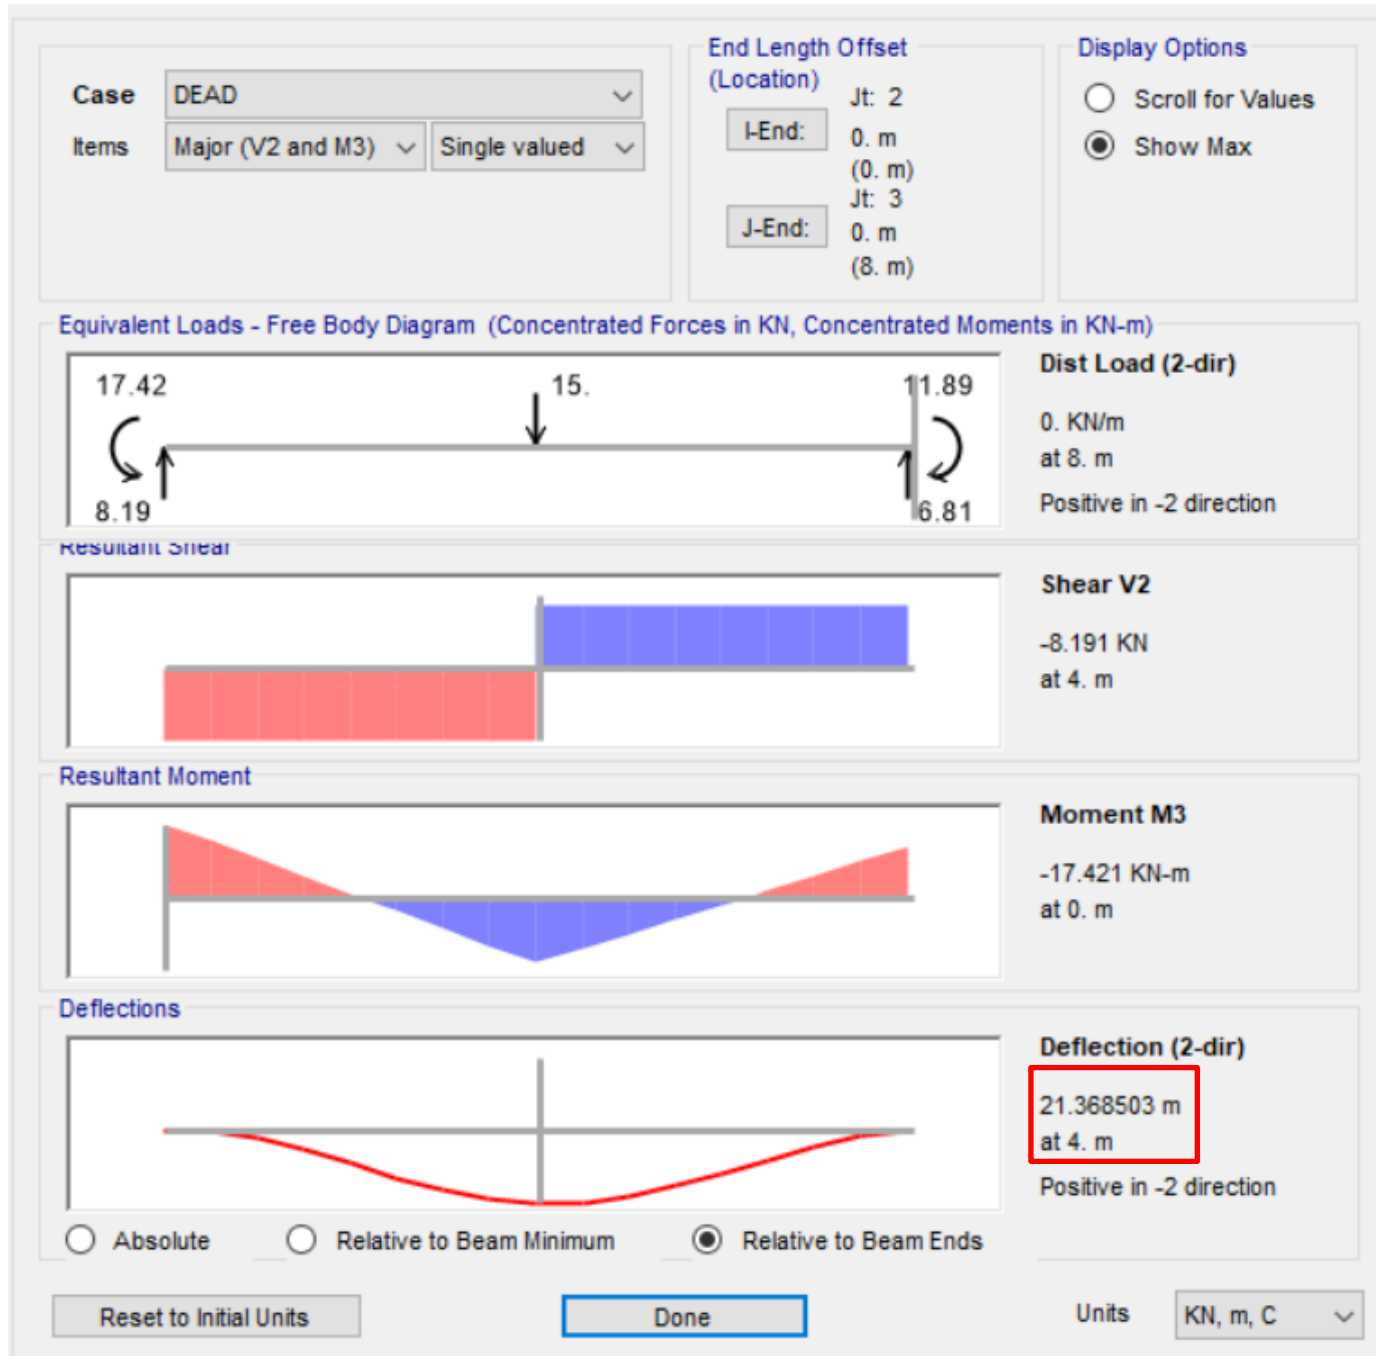 Case DEAD
Items Major (V2 and M3) Single valued
End Length Offset
(Location)
Jt: 2
I-End: 0. m
(0. m)
Jt: 3
J-End: 0. m
(8. m)
Display Options
Scroll for Values
Show Max
Equivalent Loads - Free Body Diagram (Concentrated Forces in KN, Concentrated Moments in KN-m)
17.42 15. 11.89
8.19 6.81
Dist Load (2-dir)
0. KN/m
at 8. m
Positive in -2 direction
Resultant Shear
Shear V2
-8.191 KN
at 4. m
Resultant Moment
Moment M3
-17.421 KN-m
at 0. m
Deflections
Deflection (2-dir)
21.368503 m
at 4. m
Positive in -2 direction
Absolute Relative to Beam Minimum Relative to Beam Ends
Reset to Initial Units Done Units KN, m, C